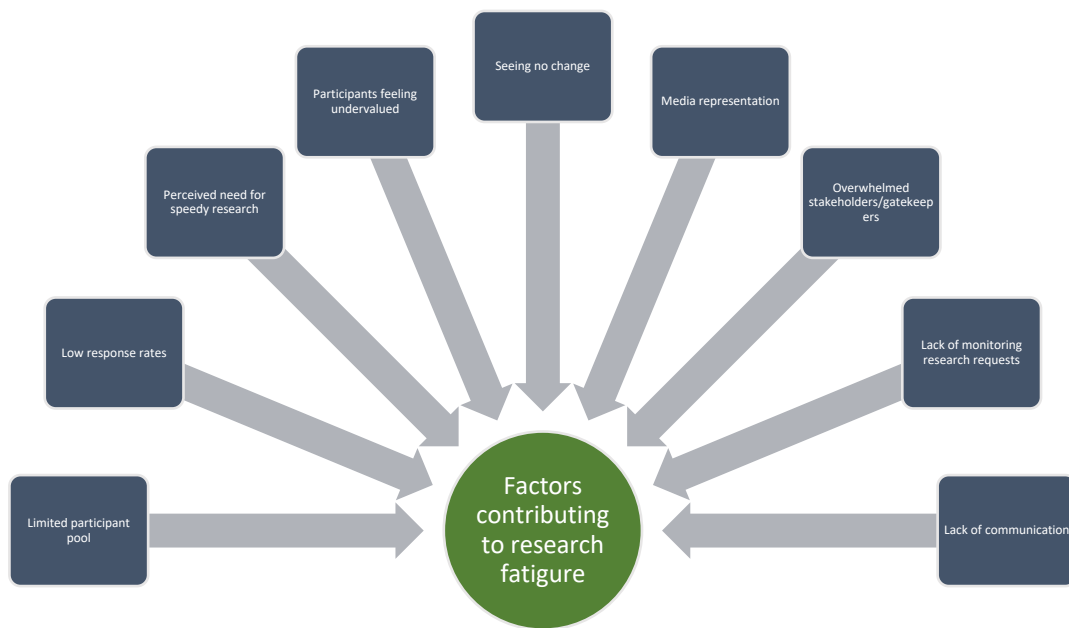 Seeing no change
Participants feeling
undervalued
Media representation
Perceived need for
speedy research
Overwhelmed
stakeholders/gatekeep
ers
Low response rates
Lack of monitoring
research requests
Limited participant
pool
Factors
contributing
to research
fatigure
Lack of communication